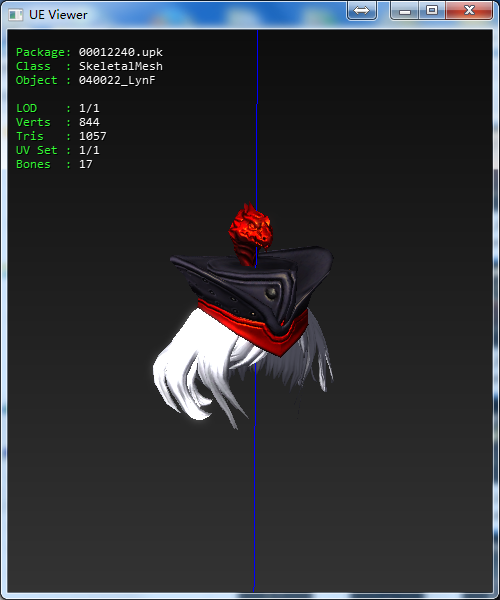 UE Viewer
Package: 00012240.upk
Class : SkeletalMesh
Object : 040022_LynF
LOD : 1/1
Verts : 844
Tris : 1057
UV Set : 1/1
Bones : 17